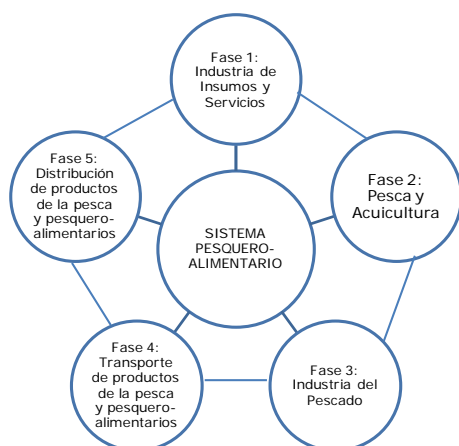 Fase 1:
Industria de
Insumos y
Servicios
Fase 2:
Pesca y
Acuicultura
Fase 3:
Industria del
Pescado
Fase 4:
Transporte
de productos
de la pesca
y pesquero-
alimentarios
Fase 5:
Distribución
de productos
de la pesca
y pesquero-
alimentarios
SISTEMA
PESQUERO-
ALIMENTARIO